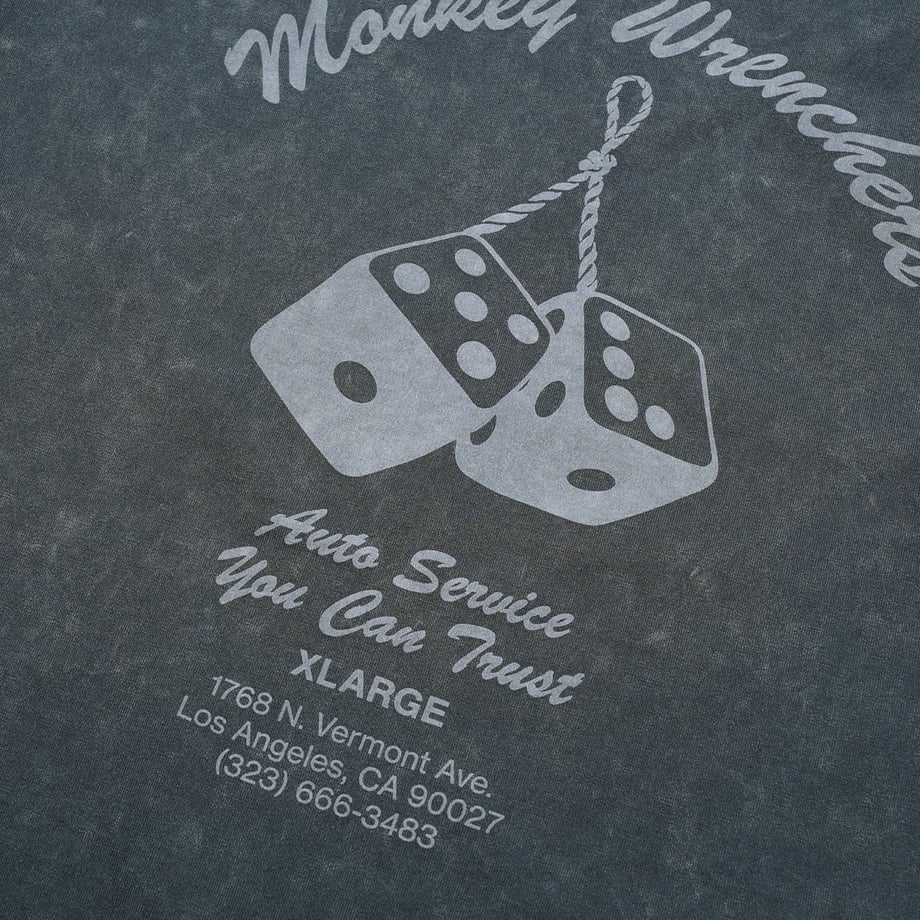 Monkey Wrenchers
Auto Service
You Can Trust
XLARGE
1768 N. Vermont Ave.
Los Angeles, CA 90027
(323) 666-3483